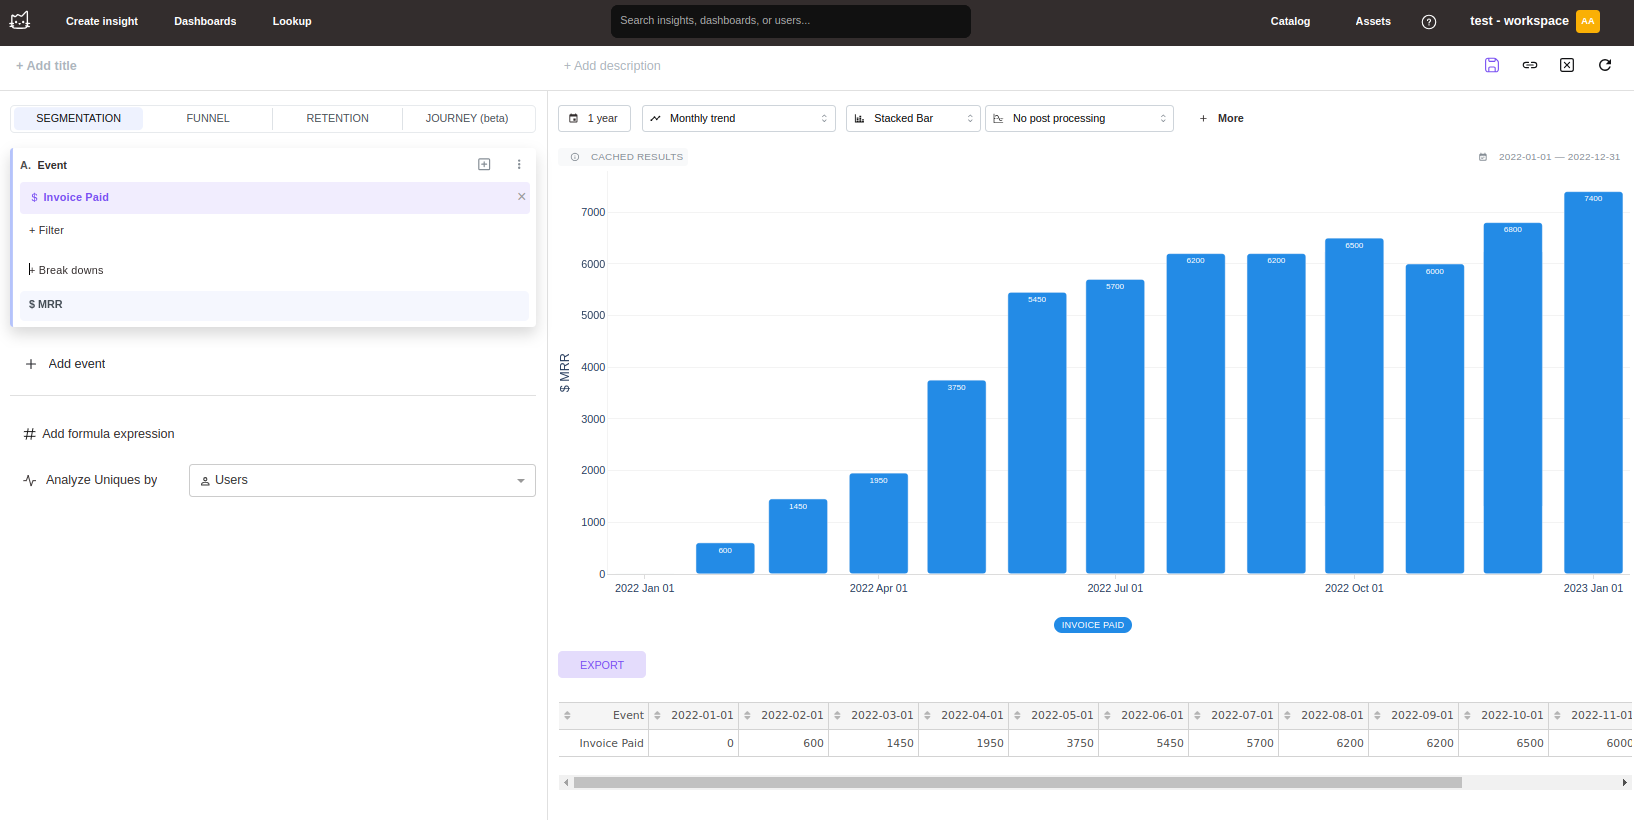 Create insight Dashboards Lookup Search insights, dashboards, or users... Catalog Assets ? test - workspace AA
+ Add title + Add description
SEGMENTATION FUNNEL RETENTION JOURNEY (beta)
1 year Monthly trend Stacked Bar No post processing + More
CACHED RESULTS 2022-01-01 — 2022-12-31
A. Event
$ Invoice Paid
+ Filter
+ Break downs
$ MRR
+ Add event
# Add formula expression
Analyze Uniques by Users
$ MRR
7000
6000
5000
4000
3000
2000
1000
0
600 1450 1950 3750 5450 5700 6200 6200 6500 6000 6800 7400
2022 Jan 01 2022 Apr 01 2022 Jul 01 2022 Oct 01 2023 Jan 01
INVOICE PAID
EXPORT
Event 2022-01-01 2022-02-01 2022-03-01 2022-04-01 2022-05-01 2022-06-01 2022-07-01 2022-08-01 2022-09-01 2022-10-01 2022-11-01
Invoice Paid 0 600 1450 1950 3750 5450 5700 6200 6200 6500 6000